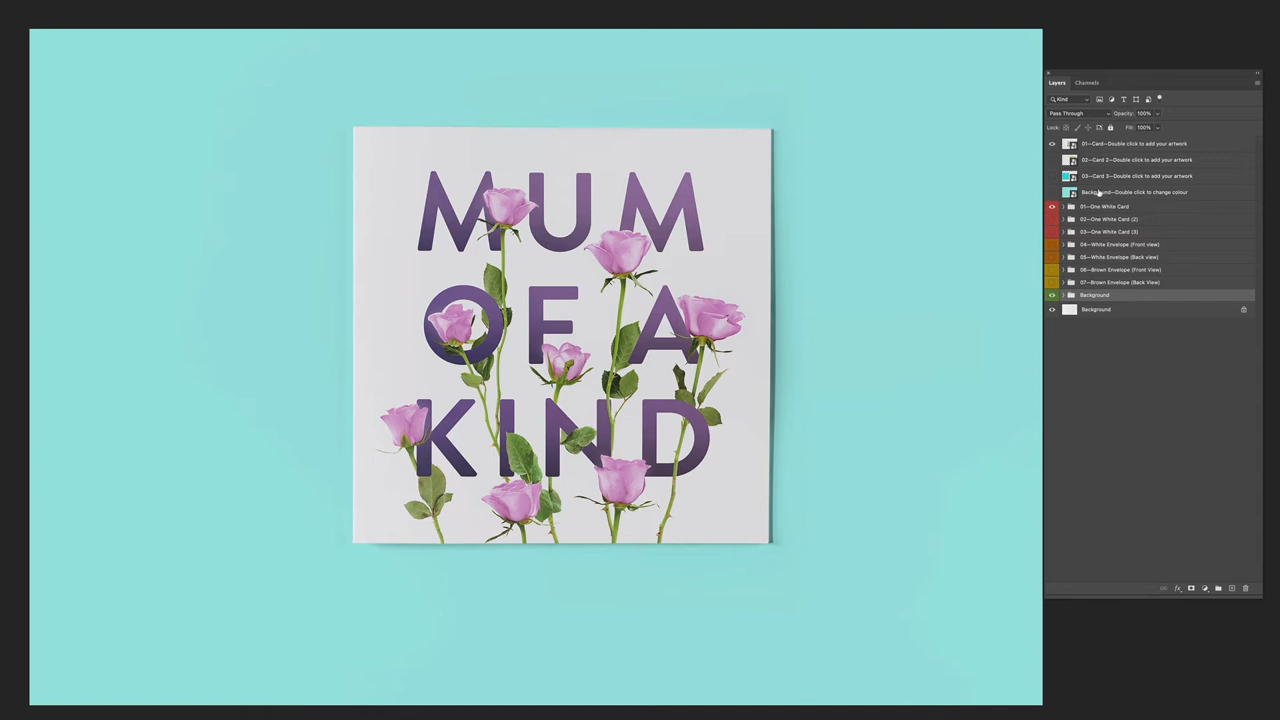 MUM
OF A
KIND
Layers
Channels
Kind
Pass Through
Opacity: 100%
Lock:
Fill: 100%
01—Card—Double click to add your artwork
02—Card 2—Double click to add your artwork
03—Card 3—Double click to add your artwork
Background—Double click to change colour
01—One White Card
02—One White Card (2)
03—One White Card (3)
04—White Envelope (Front view)
05—White Envelope (Back view)
06—Brown Envelope (Front View)
07—Brown Envelope (Back View)
Background
Background
fx